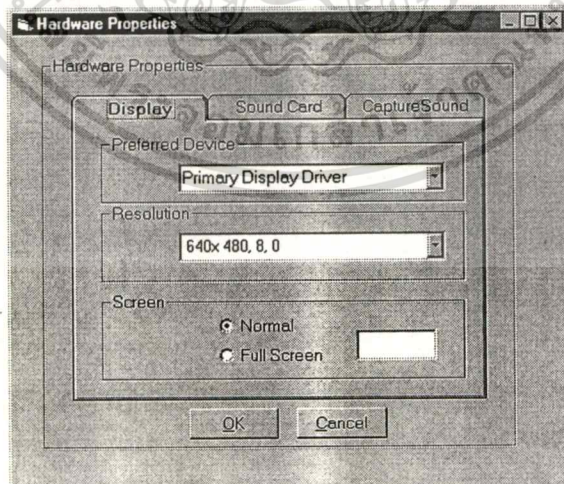 Hardware Properties
Hardware Properties
Display Sound Card CaptureSound
Preferred Device
Primary Display Driver
Resolution
640x 480, 8, 0
Screen
Normal
Full Screen
OK Cancel